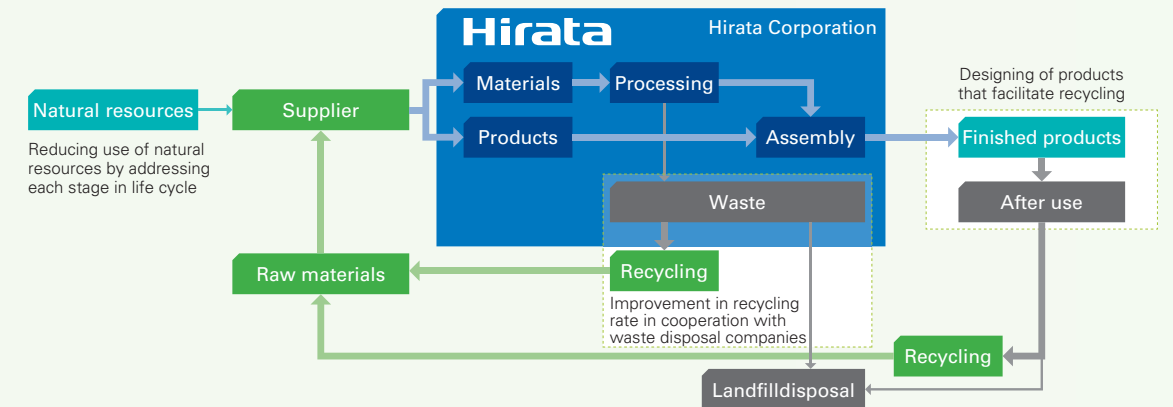 Hirata
Hirata Corporation
Natural resources
Reducing use of natural
resources by addressing
each stage in life cycle
Supplier
Materials
Processing
Products
Assembly
Designing of products
that facilitate recycling
Finished products
After use
Waste
Recycling
Improvement in recycling
rate in cooperation with
waste disposal companies
Raw materials
Recycling
Landfilldisposal